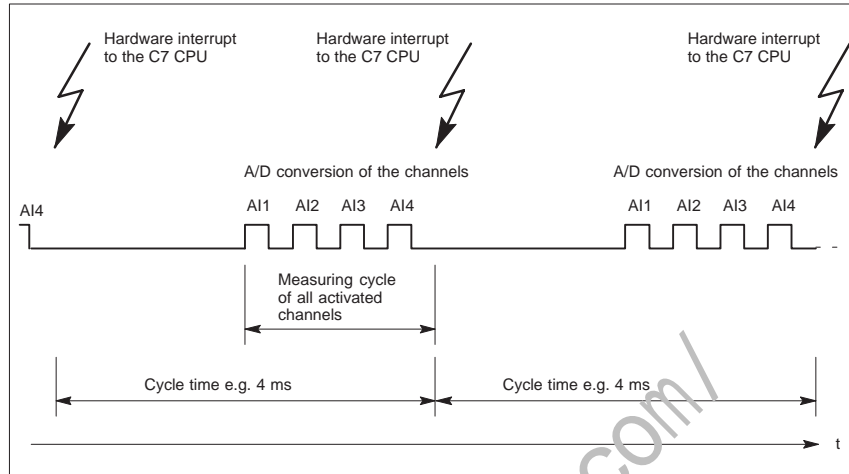 Hardware interrupt
to the C7 CPU
Hardware interrupt
to the C7 CPU
Hardware interrupt
to the C7 CPU
A/D conversion of the channels
A/D conversion of the channels
AI4
AI1 AI2 AI3 AI4
AI1 AI2 AI3 AI4
Measuring cycle
of all activated
channels
Cycle time e.g. 4 ms
Cycle time e.g. 4 ms
t
.com/